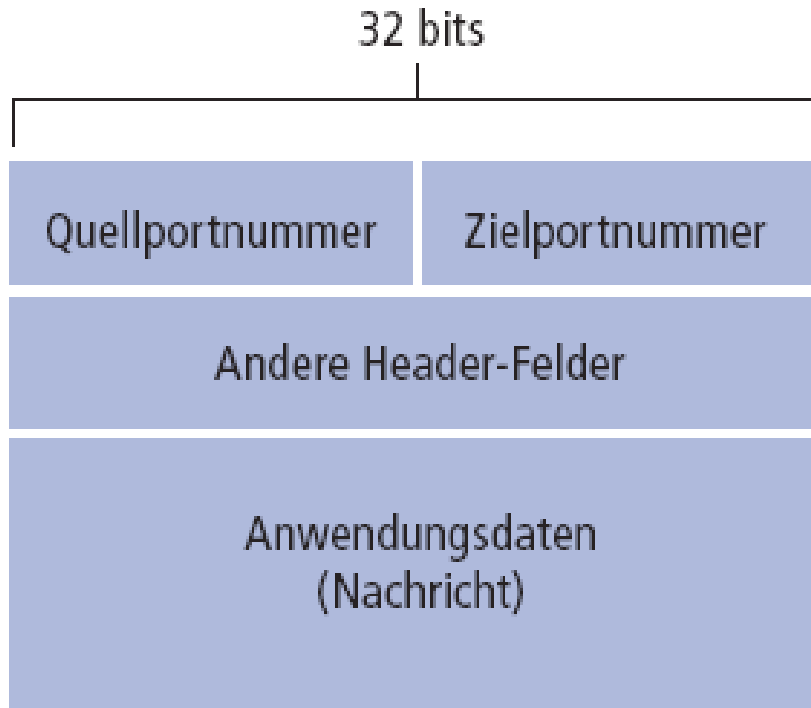 32 bits
Quellportnummer
Zielportnummer
Andere Header-Felder
Anwendungsdaten
(Nachricht)